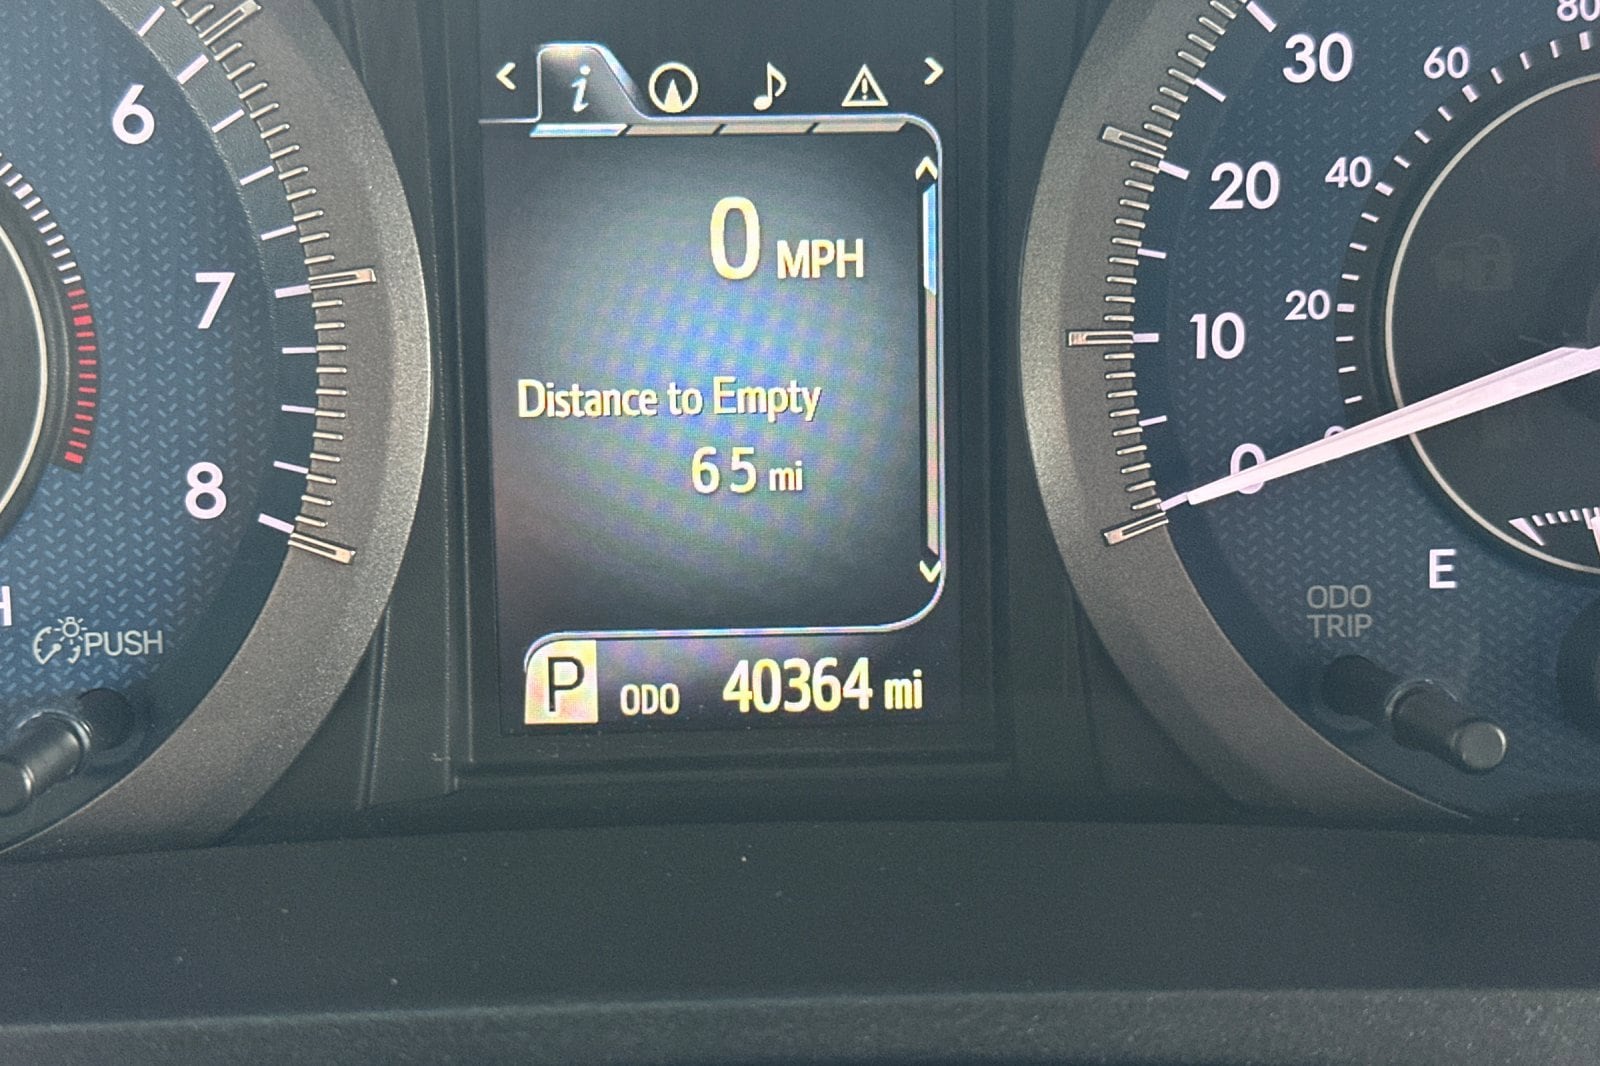 i
0 MPH
Distance to Empty
65 mi
P ODO 40364 mi
6
7
8
PUSH
80
60
40
20
30
20
10
0
E
ODO
TRIP